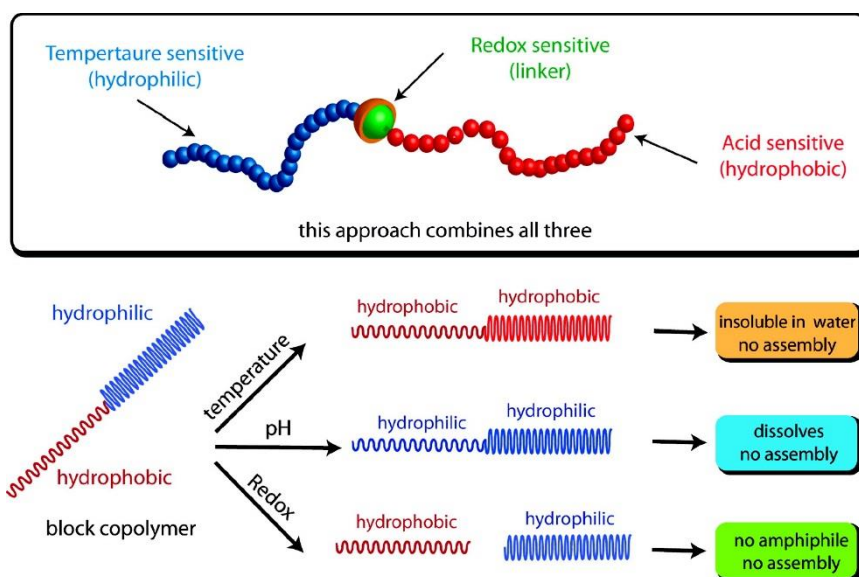 Tempertaure sensitive
(hydrophilic)
Redox sensitive
(linker)
Acid sensitive
(hydrophobic)
this approach combines all three
hydrophilic
hydrophobic
block copolymer
temperature
pH
Redox
hydrophobic
hydrophobic
insoluble in water
no assembly
hydrophilic
hydrophilic
dissolves
no assembly
hydrophobic
hydrophilic
no amphiphile
no assembly